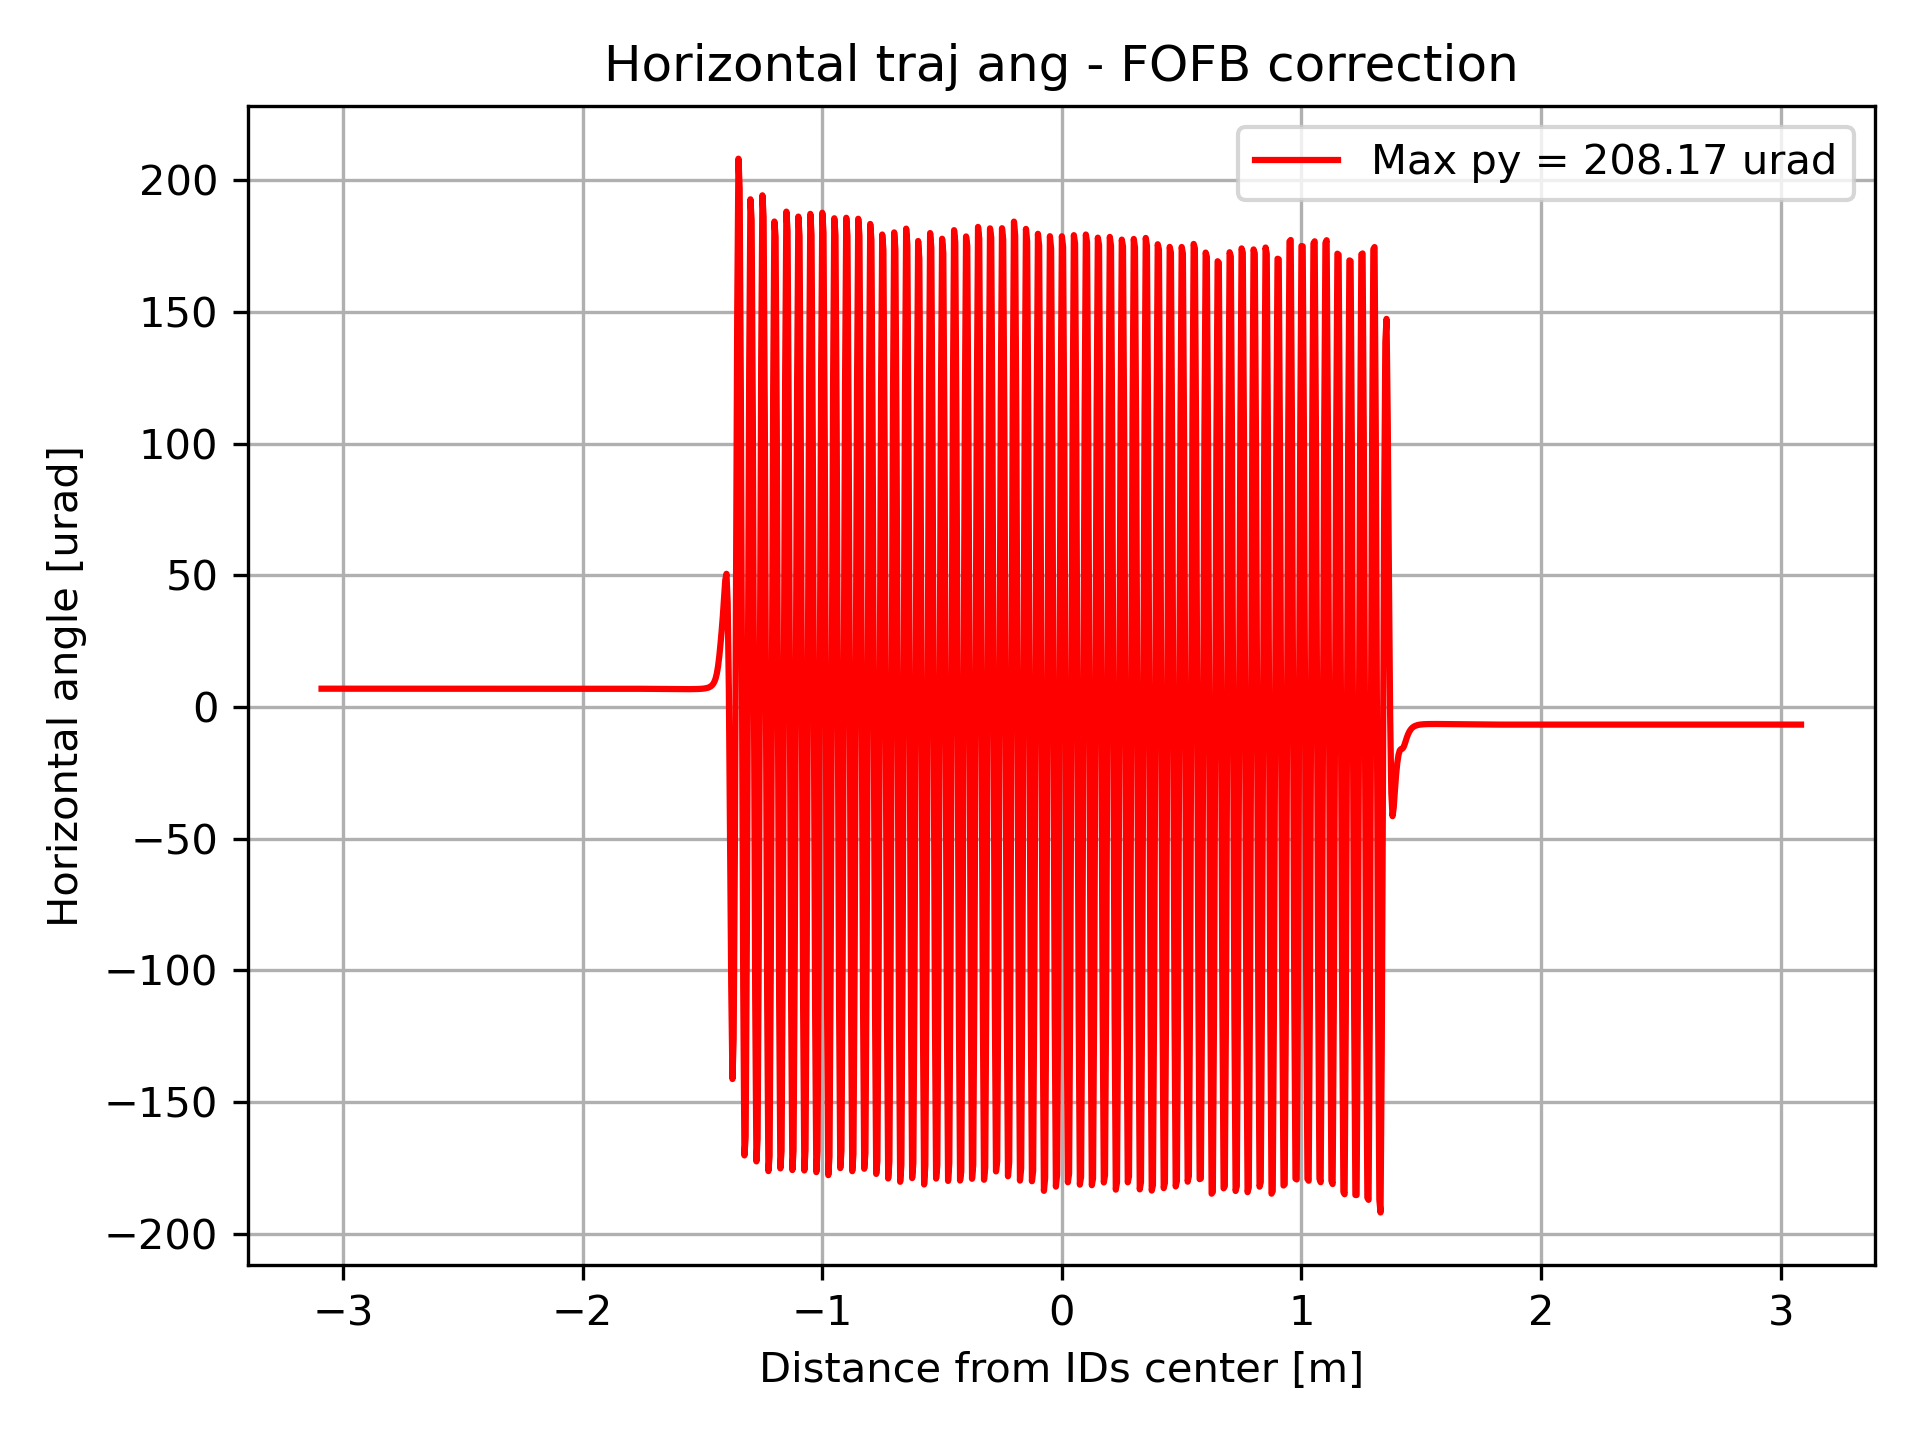 Horizontal traj ang - FOFB correction
Max py = 208.17 urad
Horizontal angle [urad]
200
150
100
50
0
−50
−100
−150
−200
−3 −2 −1 0 1 2 3
Distance from IDs center [m]